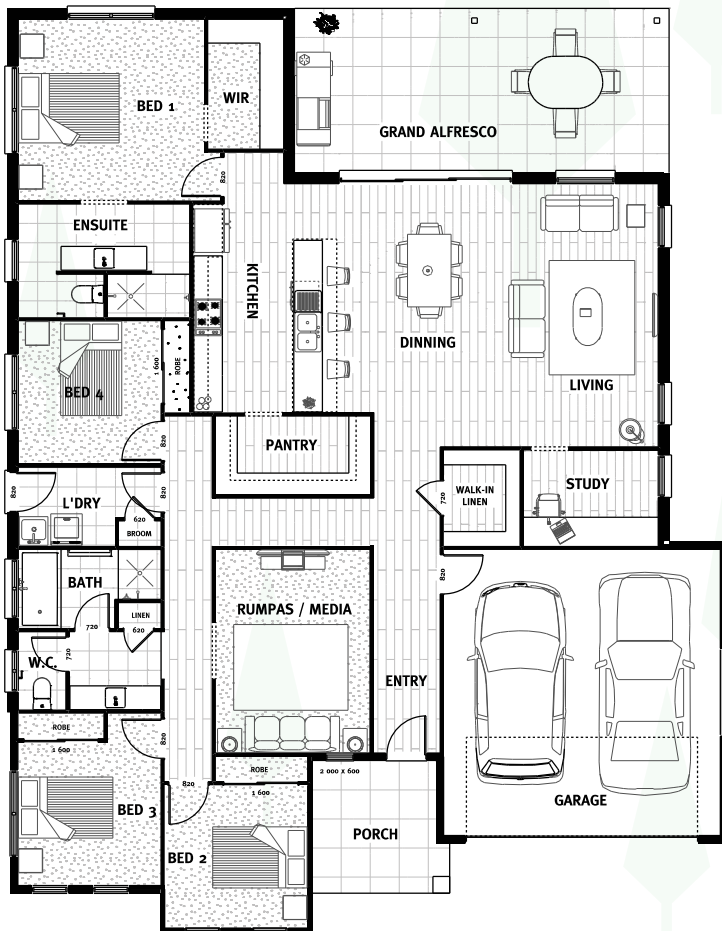 BED 1
WIR
GRAND ALFRESCO
820
ENSUITE
KITCHEN
DINNING
LIVING
BED 4
1 600
ROBE
820
PANTRY
820
L'DRY
820
620
BROOM
720
WALK-IN
LINEN
STUDY
BATH
LINEN
620
720
RUMPAS / MEDIA
820
W.C.
720
ENTRY
ROBE
1 600
820
820
ROBE
1 600
2 000 x 600
BED 3
BED 2
PORCH
GARAGE